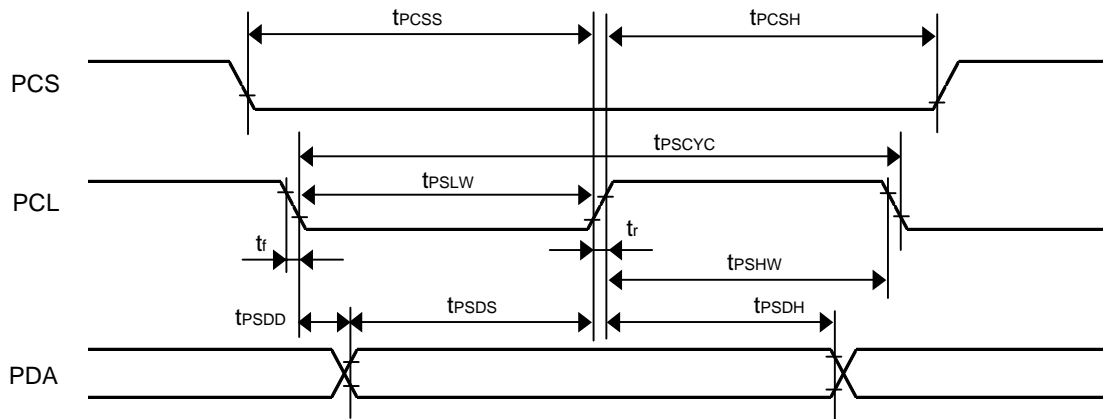 tPCSS tPCSH
PCS
tPSCYC
tPSLW
PCL
tf tr
tPSHW
tPSDD tPSDS tPSDH
PDA